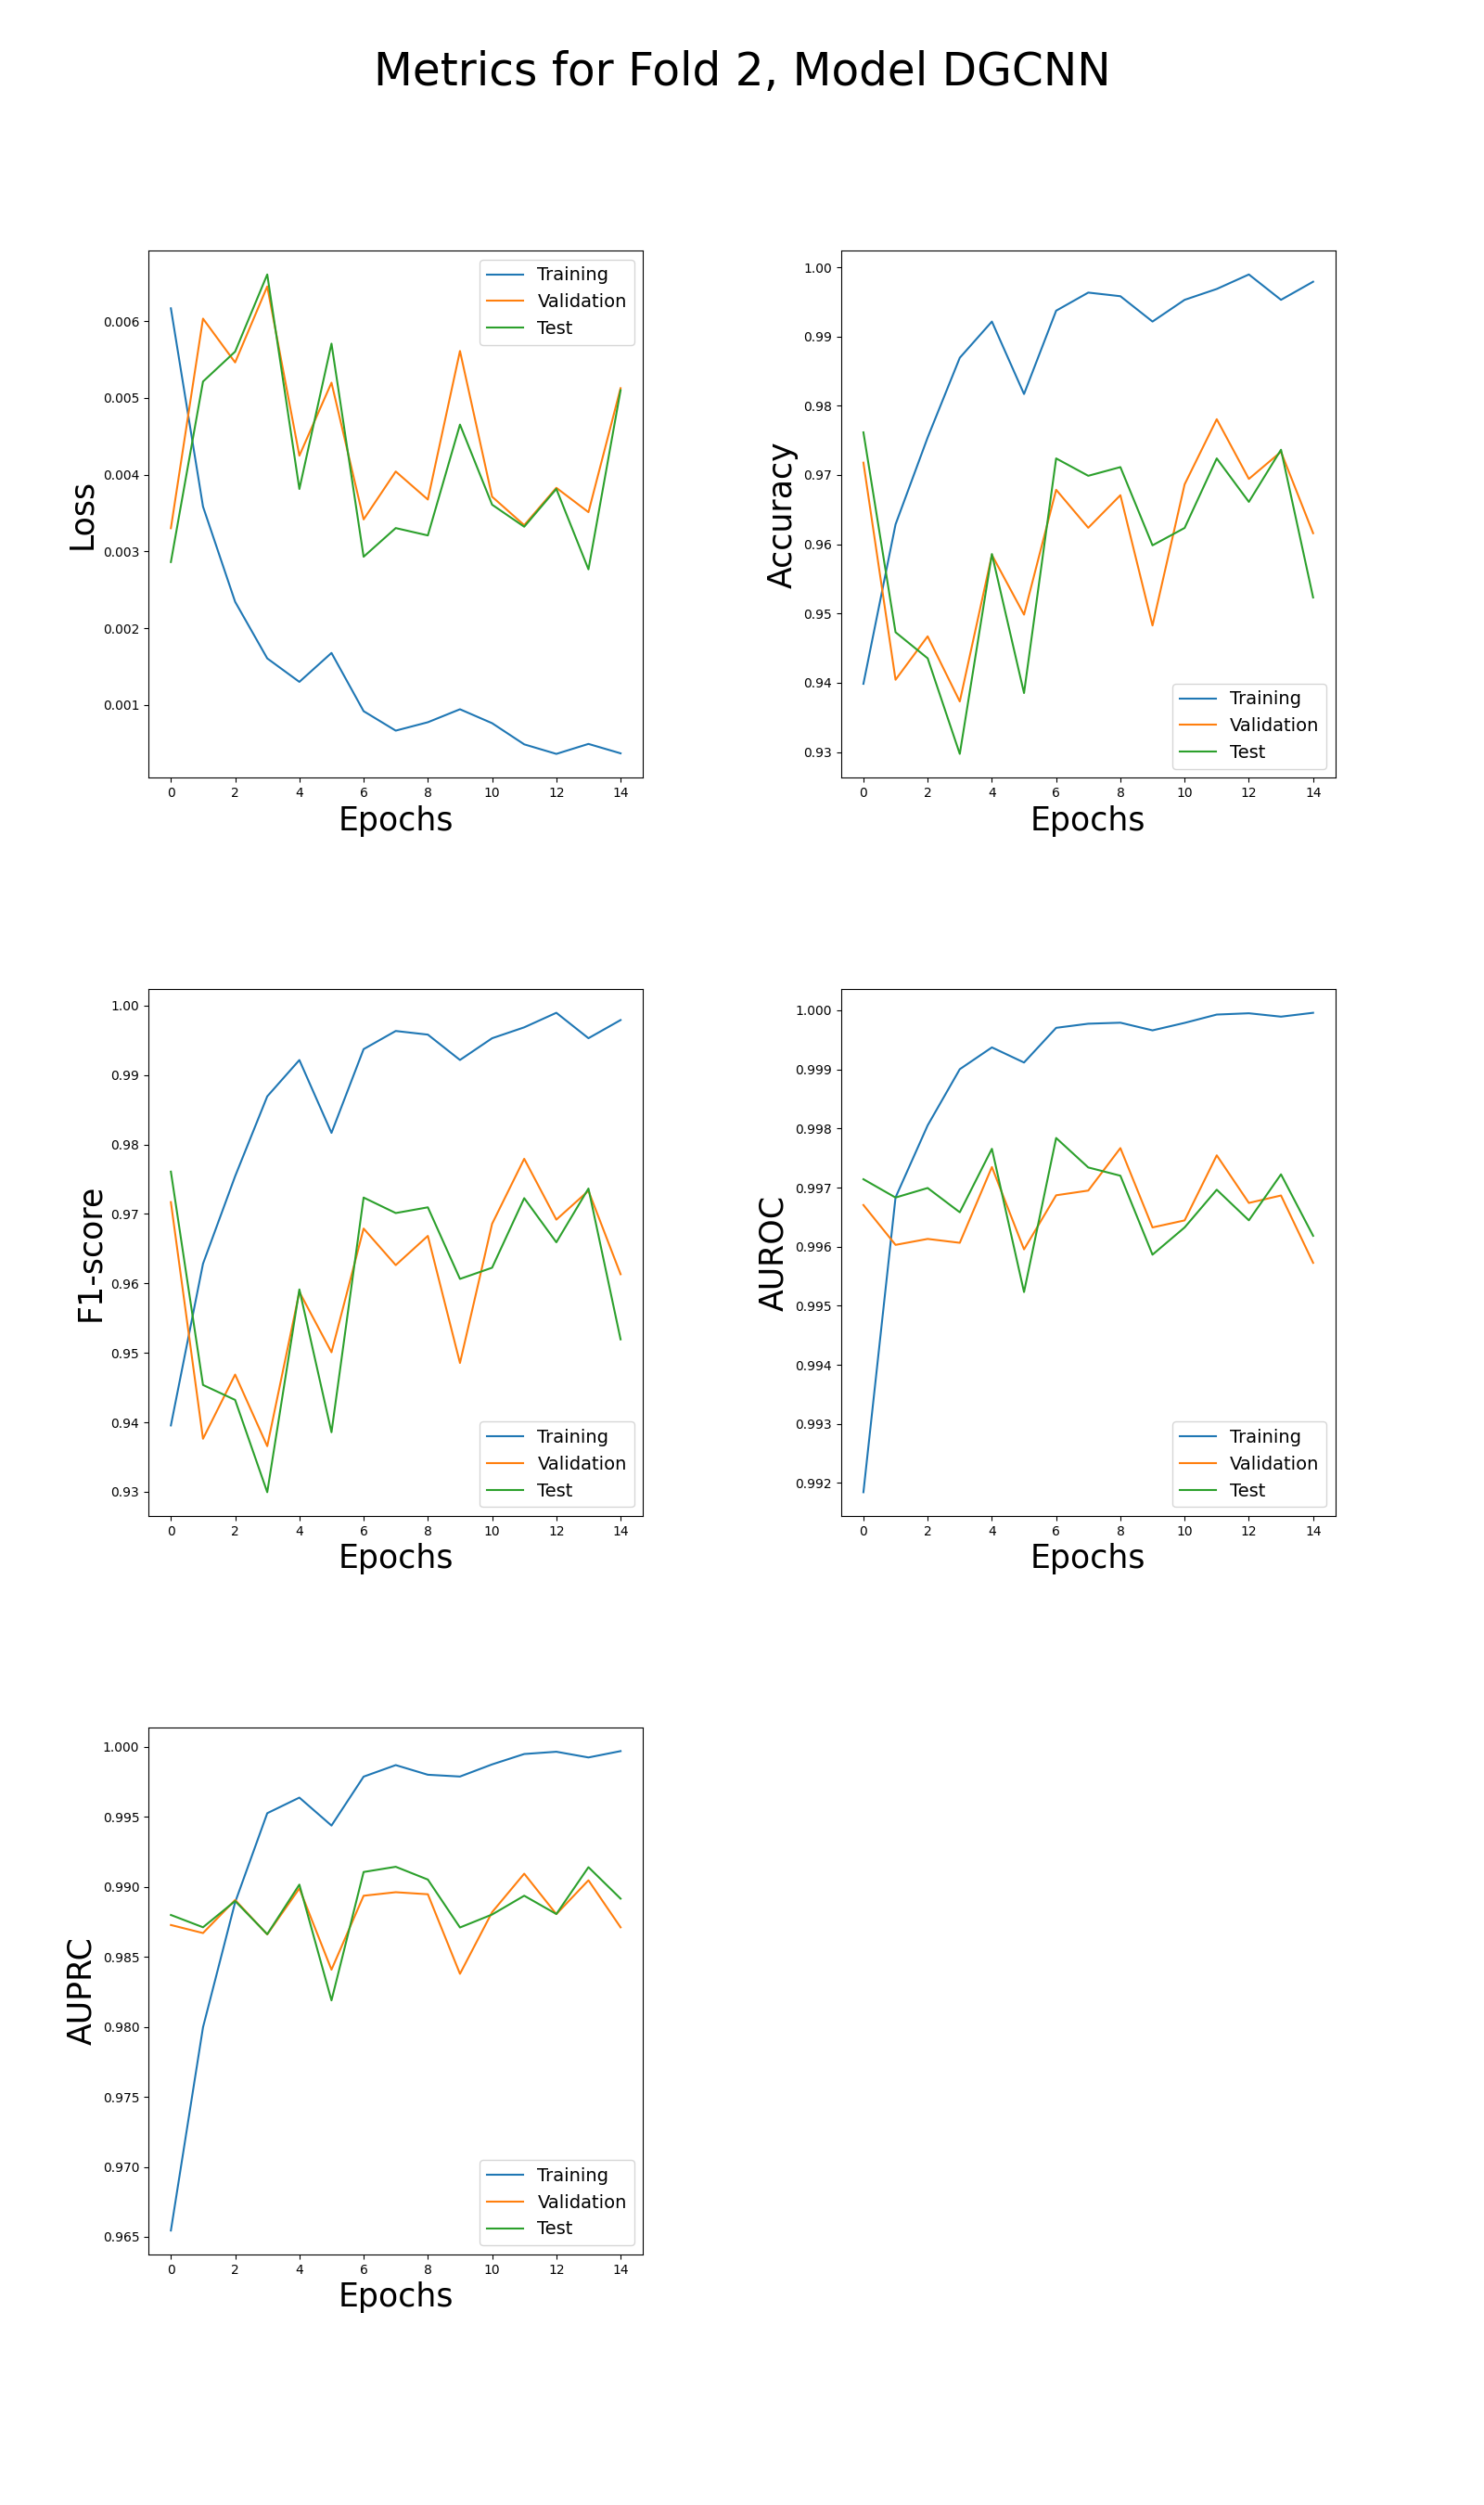 Metrics for Fold 2, Model DGCNN
Loss
0.006
0.005
0.004
0.003
0.002
0.001
0 2 4 6 8 10 12 14
Epochs
Training
Validation
Test
Accuracy
1.00
0.99
0.98
0.97
0.96
0.95
0.94
0.93
0 2 4 6 8 10 12 14
Epochs
Training
Validation
Test
F1-score
1.00
0.99
0.98
0.97
0.96
0.95
0.94
0.93
0 2 4 6 8 10 12 14
Epochs
Training
Validation
Test
AUROC
1.000
0.999
0.998
0.997
0.996
0.995
0.994
0.993
0.992
0 2 4 6 8 10 12 14
Epochs
Training
Validation
Test
AUPRC
1.000
0.995
0.990
0.985
0.980
0.975
0.970
0.965
0 2 4 6 8 10 12 14
Epochs
Training
Validation
Test